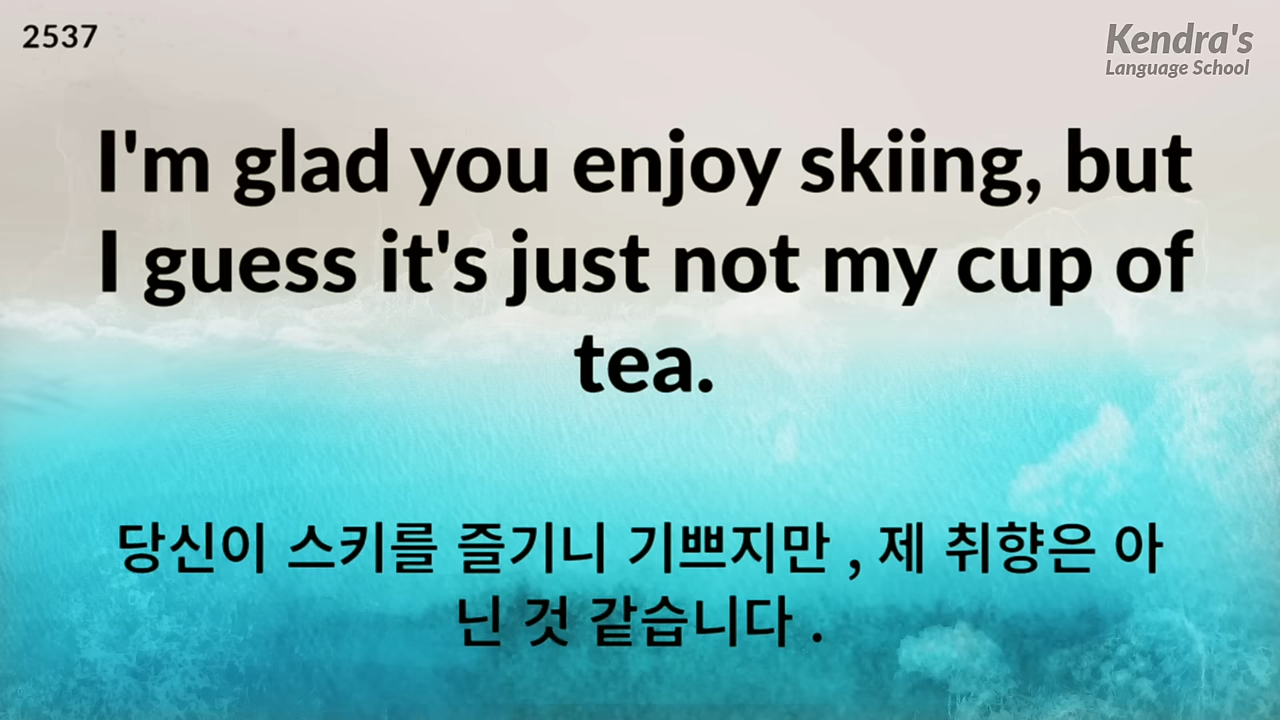 2537
Kendra's
Language School
I'm glad you enjoy skiing, but
I guess it's just not my cup of
tea.
당신이 스키를 즐기니 기쁘지만 , 제 취향은 아
닌 것 같습니다 .